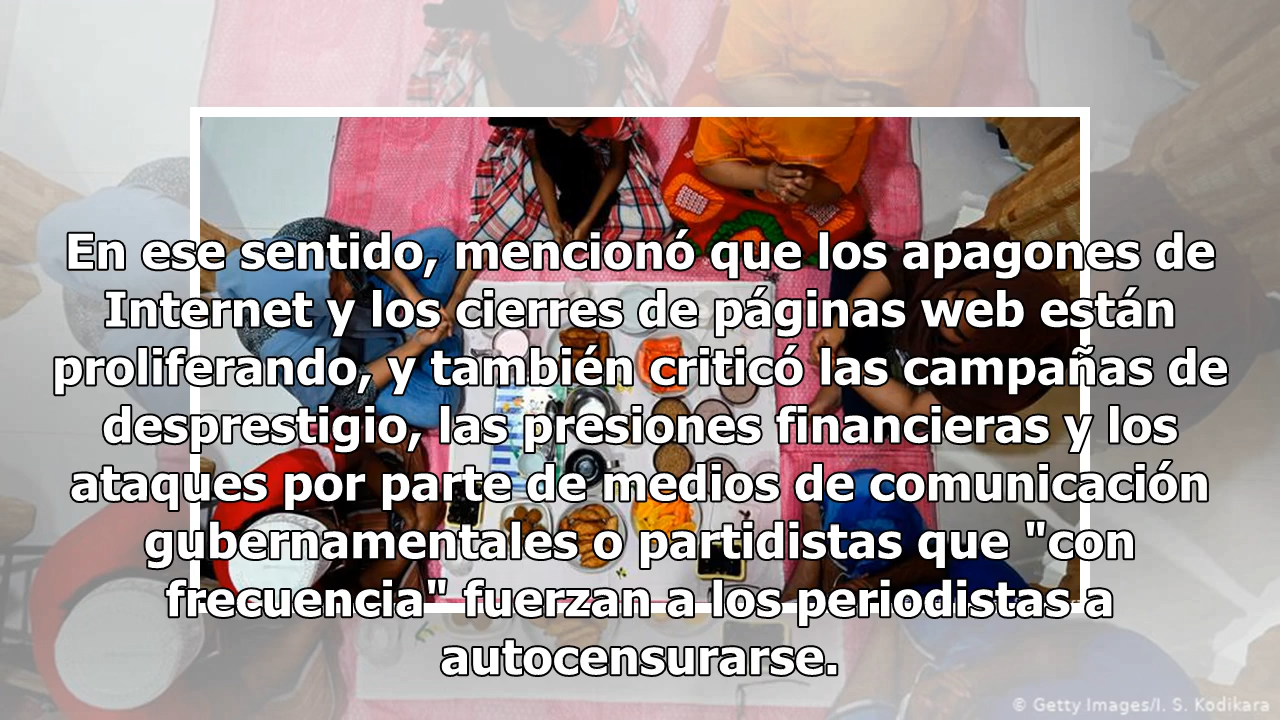 En ese sentido, mencionó que los apagones de
Internet y los cierres de páginas web están
proliferando, y también criticó las campañas de
desprestigio, las presiones financieras y los
ataques por parte de medios de comunicación
gubernamentales o partidistas que "con
frecuencia" fuerzan a los periodistas a
autocensurarse.
© Getty Images/I. S. Kodikara